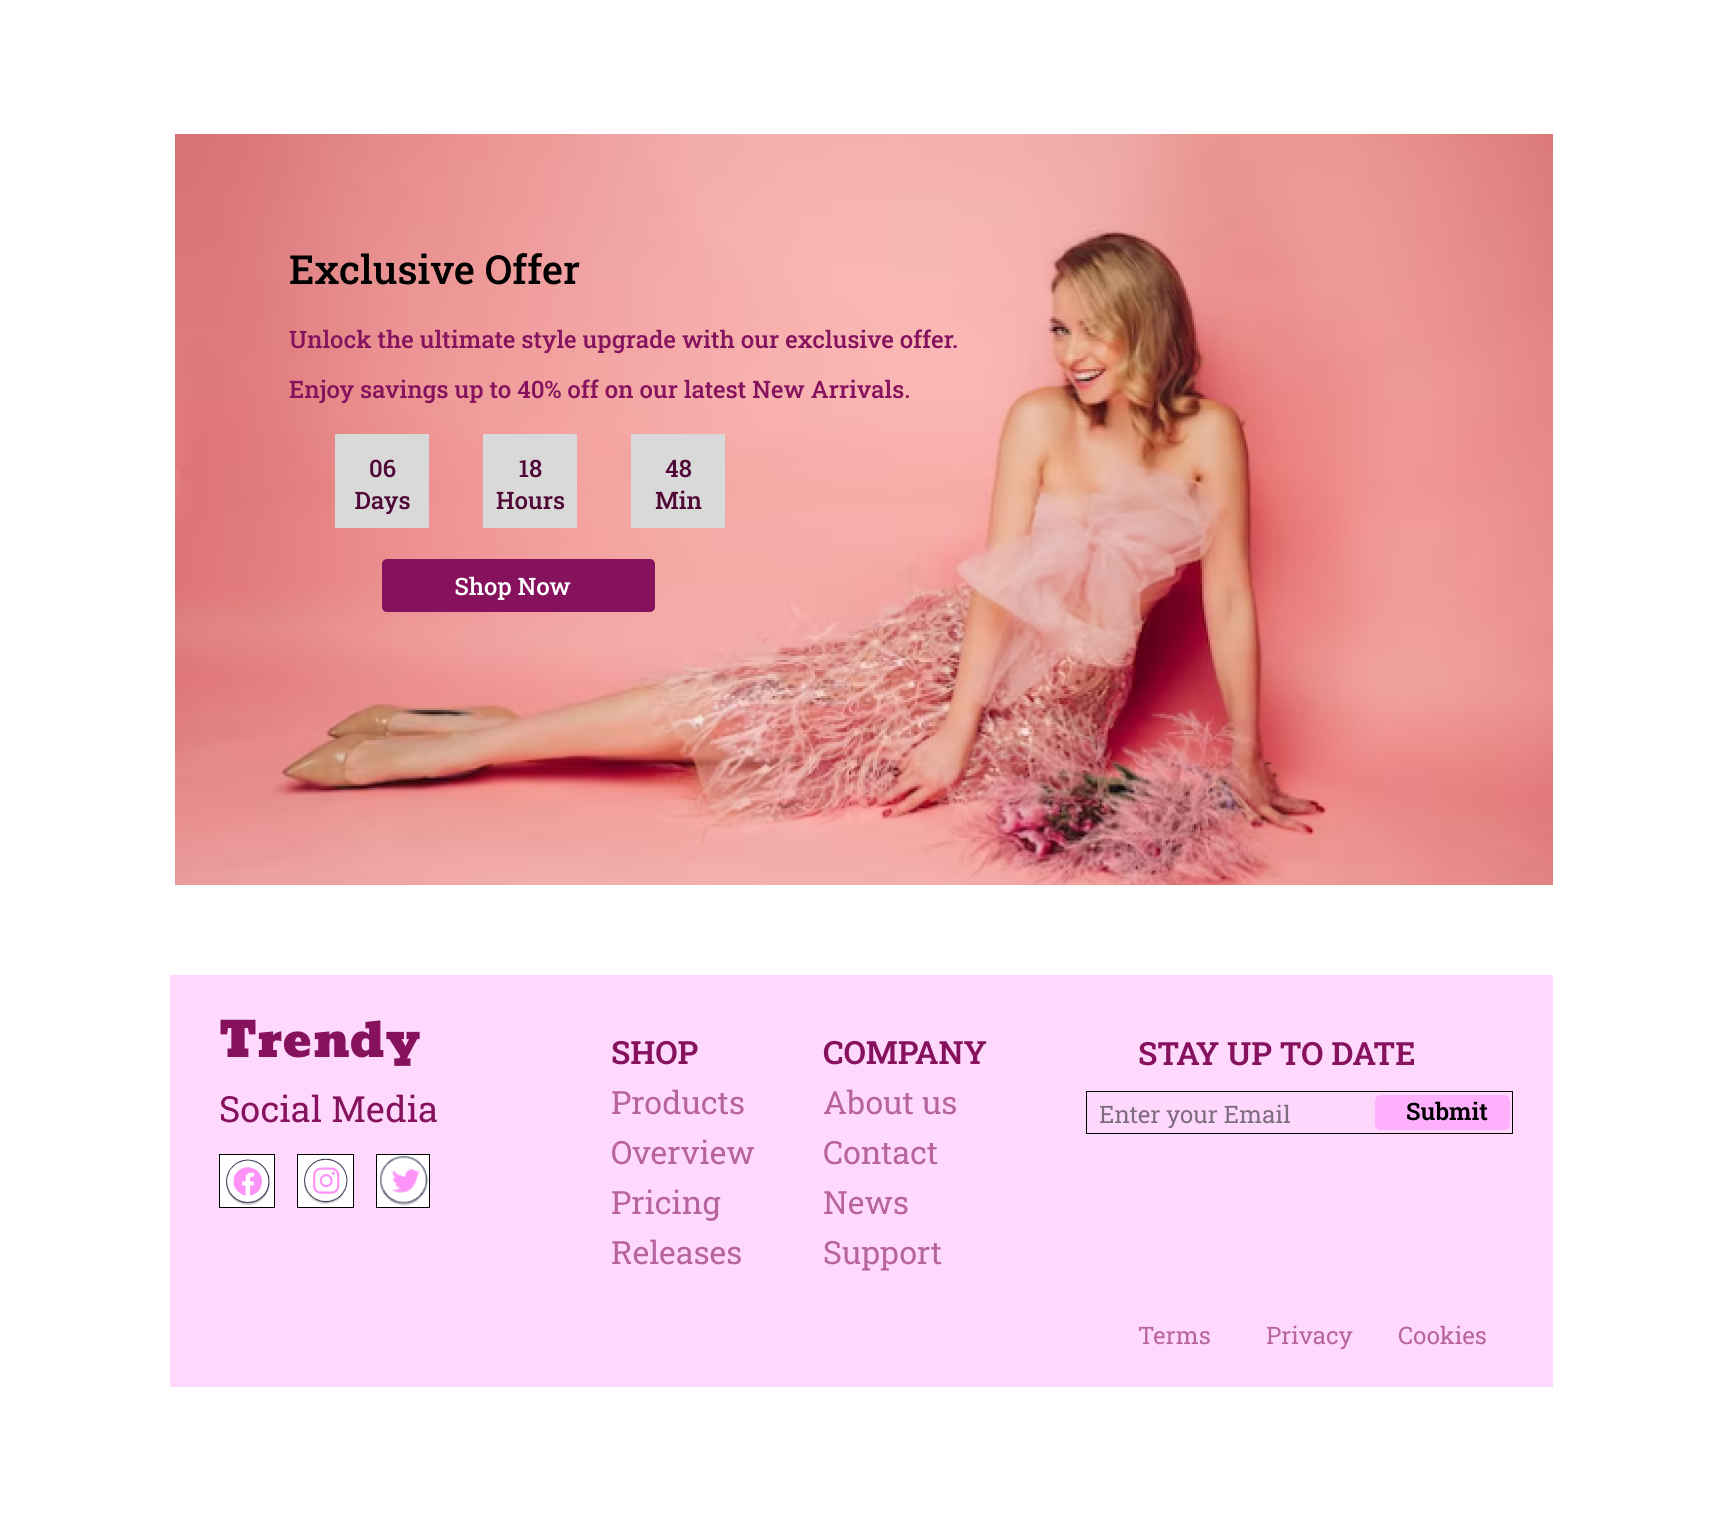 Exclusive Offer
Unlock the ultimate style upgrade with our exclusive offer.
Enjoy savings up to 40% off on our latest New Arrivals.
06 18 48
Days Hours Min
Shop Now
Trendy
Social Media
SHOP
Products
Overview
Pricing
Releases
COMPANY
About us
Contact
News
Support
STAY UP TO DATE
Enter your Email Submit
Terms Privacy Cookies